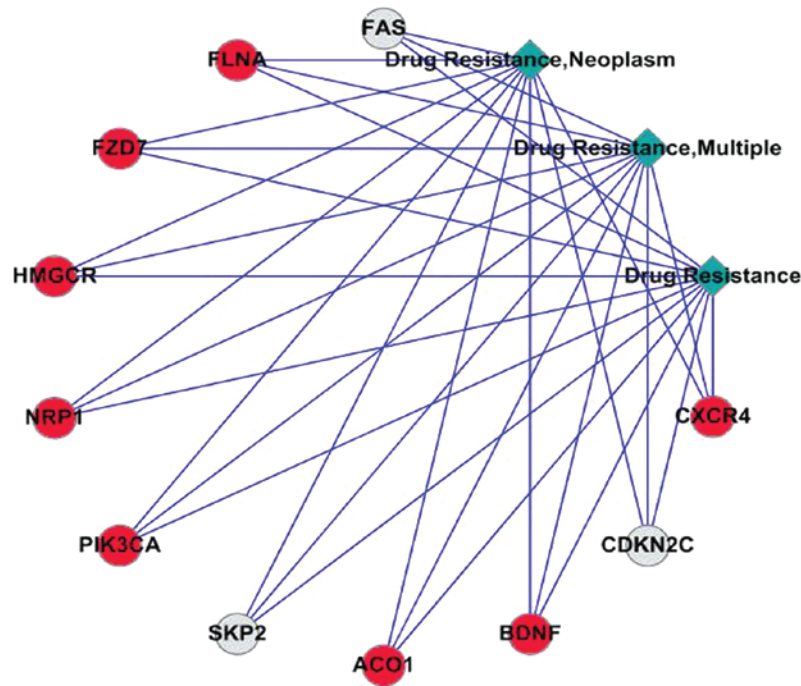 FAS
FLNA
Drug Resistance,Neoplasm
FZD7
Drug Resistance,Multiple
HMGCR
Drug Resistance
NRP1
CXCR4
PIK3CA
CDKN2C
SKP2
BDNF
ACO1